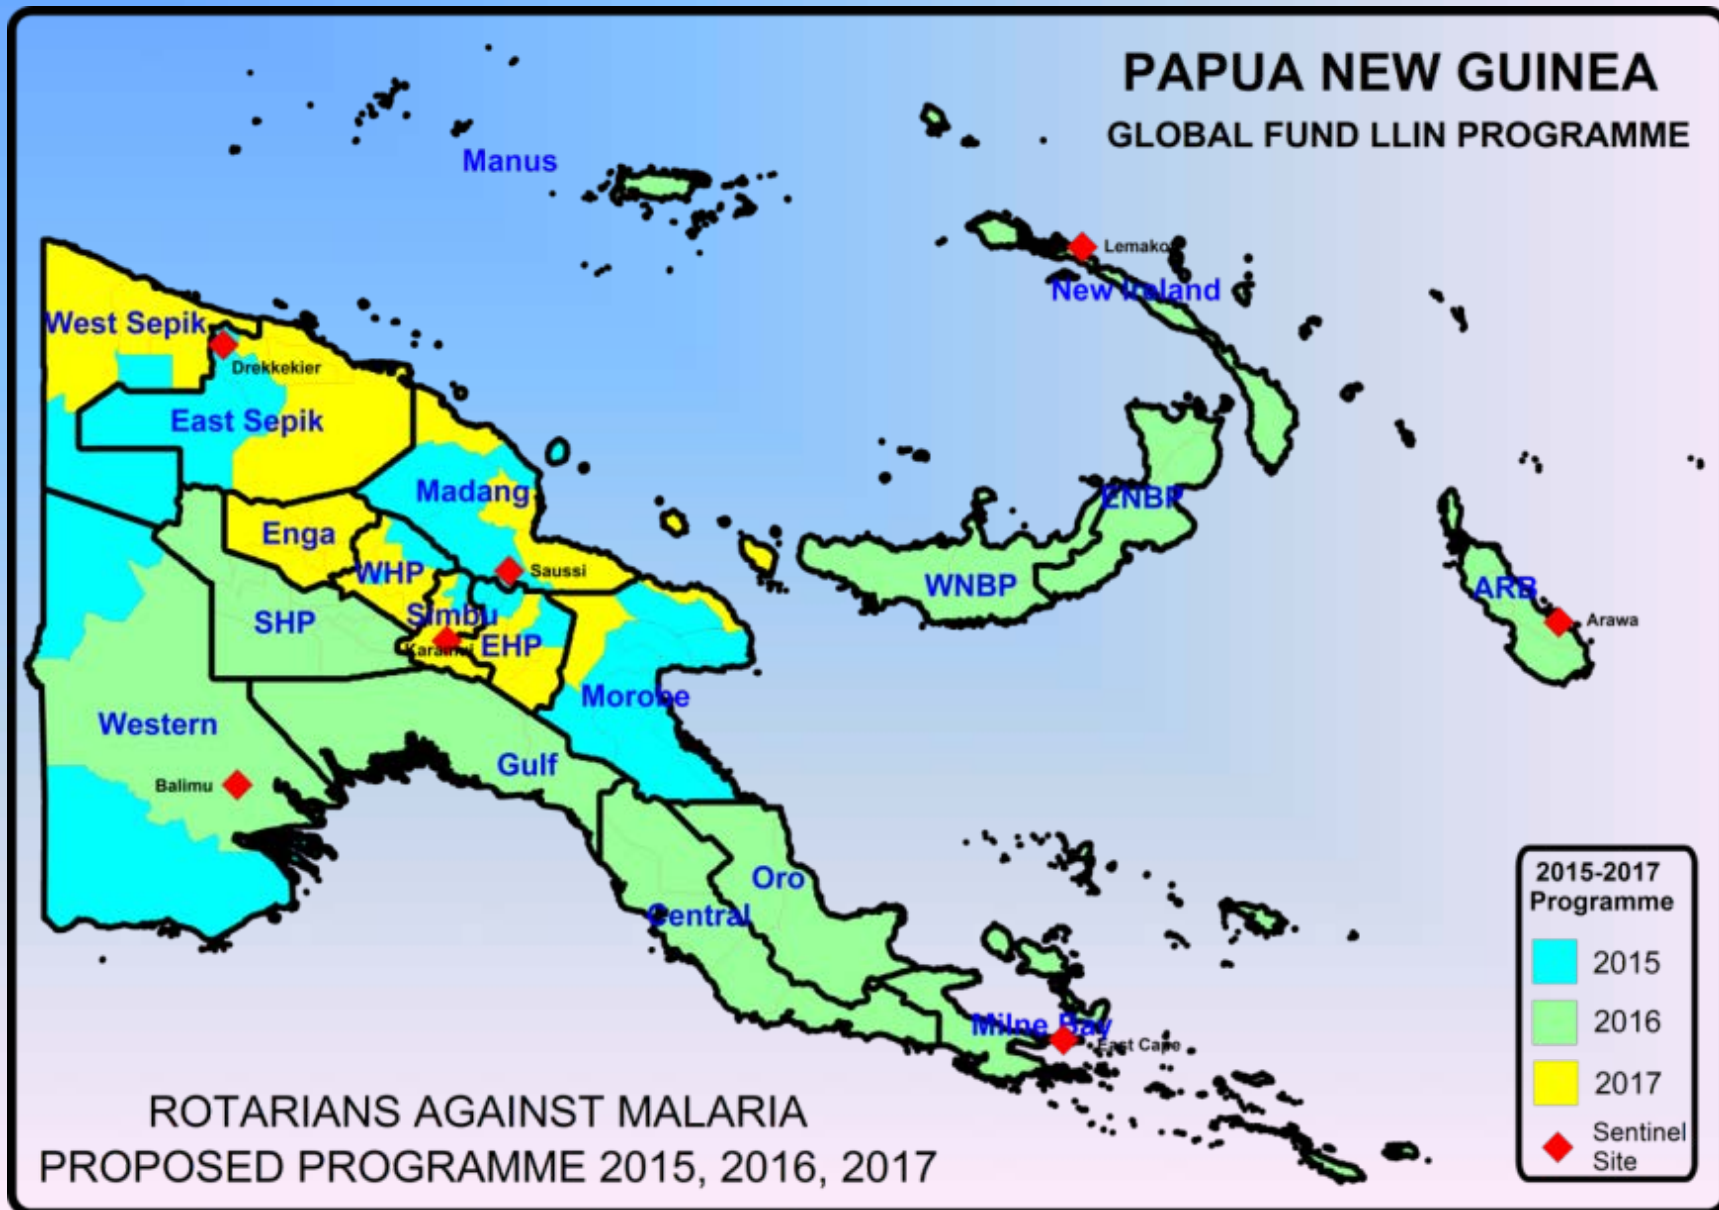 PAPUA NEW GUINEA
GLOBAL FUND LLIN PROGRAMME
Manus
Lemako
New Ireland
West Sepik
Drekkekier
East Sepik
Madang
ENBP
Enga
WHP
Saussi
WNBP
ARB
Simbu
SHP
Arawa
EHP
Karaimui
Morobe
Western
Gulf
Balimu
Oro
Central
Milne Bay
East Cape
2015-2017
Programme
2015
2016
2017
Sentinel
Site
ROTARIANS AGAINST MALARIA
PROPOSED PROGRAMME 2015, 2016, 2017